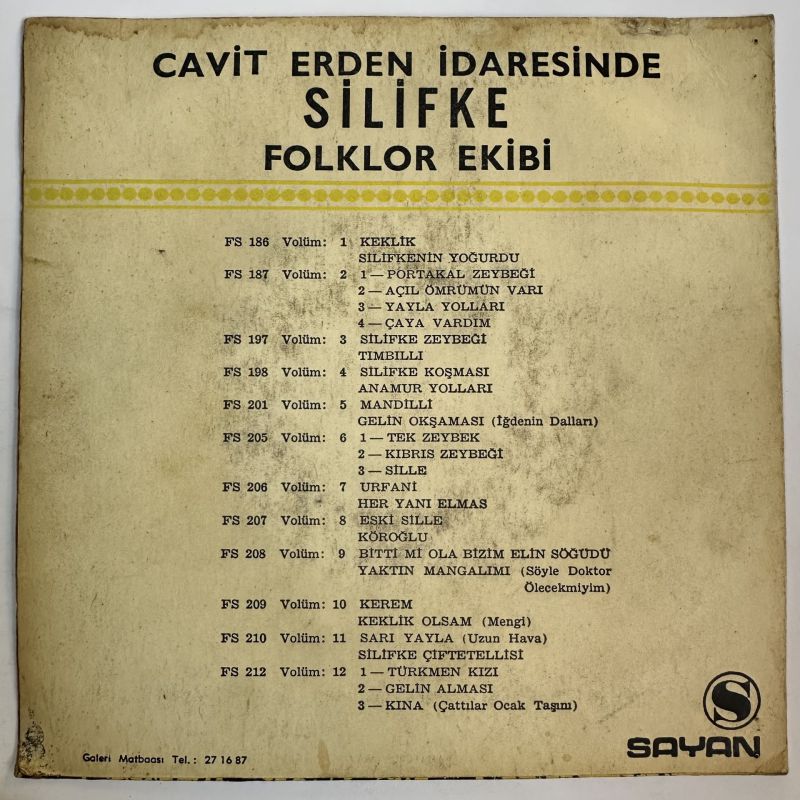 CAVİT ERDEN İDARESİNDE
SİLİFKE
FOLKLOR EKİBİ
FS 186 Volüm: 1 KEKLİK
SİLİFKENİN YOĞURDU
FS 187 Volüm: 2 1—PORTAKAL ZEYBEĞİ
2—AÇIL ÖMRÜMÜN VARI
3—YAYLA YOLLARI
4—ÇAYA VARDIM
FS 197 Volüm: 3 SİLİFKE ZEYBEĞİ
TIMBILLI
FS 198 Volüm: 4 SİLİFKE KOŞMASI
ANAMUR YOLLARI
FS 201 Volüm: 5 MANDİLLİ
GELİN OKŞAMASI (İğdenin Dalları)
FS 205 Volüm: 6 1—TEK ZEYBEK
2—KIBRIS ZEYBEĞİ
3—SİLLE
FS 206 Volüm: 7 URFANİ
HER YANI ELMAS
FS 207 Volüm: 8 ESKİ SİLLE
KÖROĞLU
FS 208 Volüm: 9 BİTTİ Mİ OLA BİZİM ELİN SÖĞÜDÜ
YAKTIN MANGALIMI (Söyle Doktor
Ölecekmiyim)
FS 209 Volüm: 10 KEREM
KEKLİK OLSAM (Mengi)
FS 210 Volüm: 11 SARI YAYLA (Uzun Hava)
SİLİFKE ÇİFTETELLİSİ
FS 212 Volüm: 12 1—TÜRKMEN KIZI
2—GELİN ALMASI
3—KINA (Çattılar Ocak Taşını)
S
SAYAN
Galeri Matbaası Tel.: 27 16 87